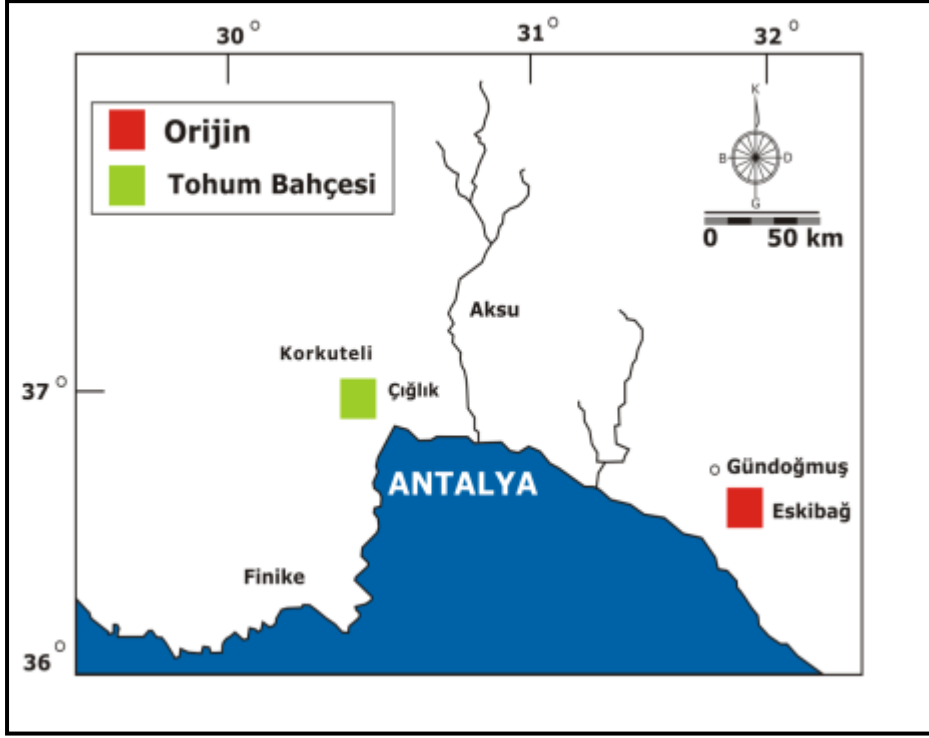 30° 31° 32°
Orijin
Tohum Bahçesi
K
B D
G
0 50 km
Aksu
Korkuteli
37°
Çığlık
Gündoğmuş
ANTALYA
Eskibağ
Finike
36°